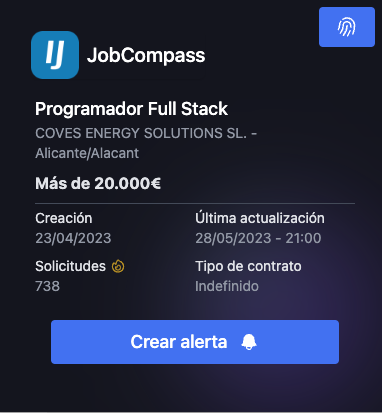 IJ JobCompass
Programador Full Stack
COVES ENERGY SOLUTIONS SL. -
Alicante/Alacant
Más de 20.000€
Creación Última actualización
23/04/2023 28/05/2023 - 21:00
Solicitudes Tipo de contrato
738 Indefinido
Crear alerta